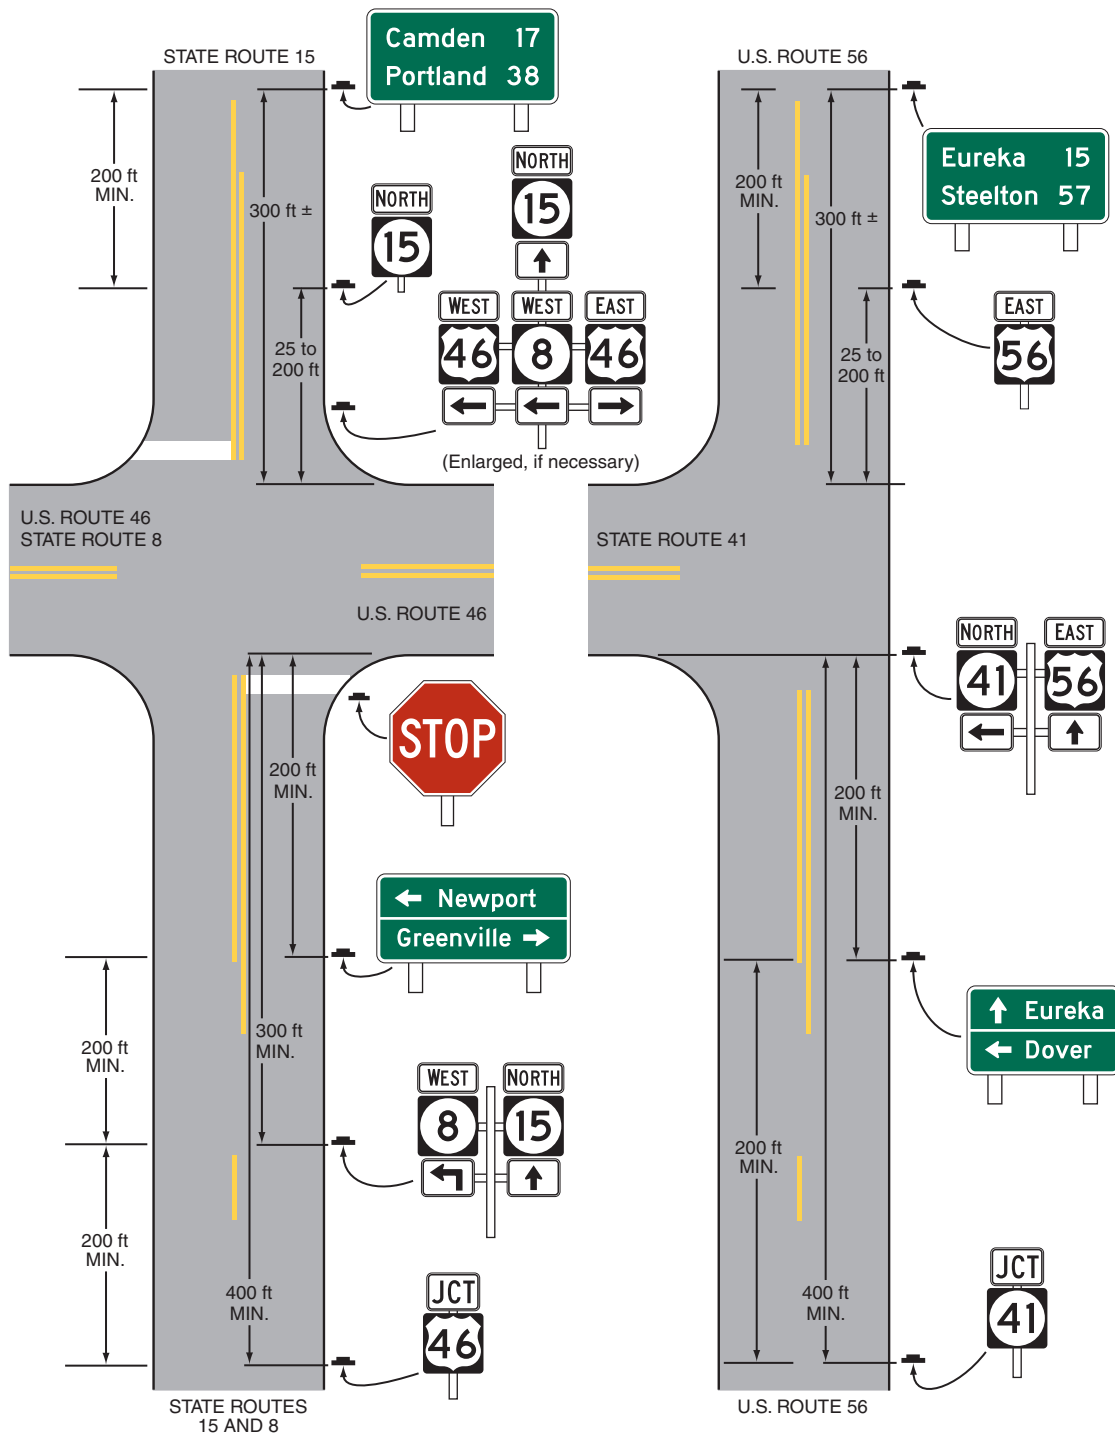 STATE ROUTE 15
Camden 17
Portland 38
200 ft
MIN.
300 ft ±
NORTH
15
NORTH
15
WEST
46
WEST
8
EAST
46
25 to
200 ft
(Enlarged, if necessary)
U.S. ROUTE 46
STATE ROUTE 8
U.S. ROUTE 46
STOP
200 ft
MIN.
Newport
Greenville
300 ft
MIN.
200 ft
MIN.
WEST
8
NORTH
15
200 ft
MIN.
400 ft
MIN.
JCT
46
STATE ROUTES
15 AND 8
U.S. ROUTE 56
Eureka 15
Steelton 57
200 ft
MIN.
300 ft ±
EAST
56
25 to
200 ft
STATE ROUTE 41
NORTH
41
EAST
56
200 ft
MIN.
Eureka
Dover
200 ft
MIN.
400 ft
MIN.
JCT
41
U.S. ROUTE 56